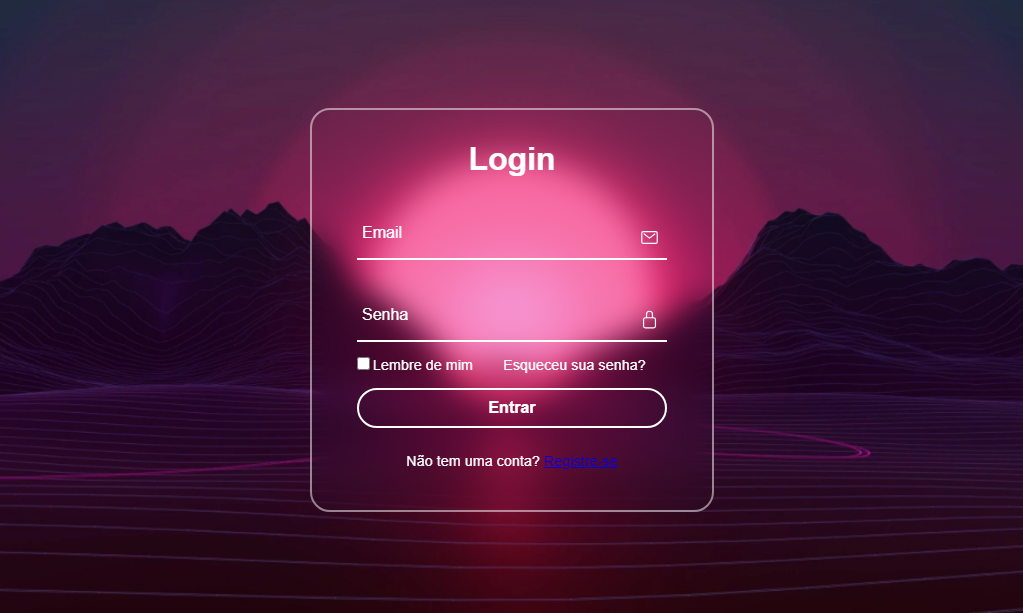 Login
Email
Senha
Lembre de mim Esqueceu sua senha?
Entrar
Não tem uma conta? Registre-se